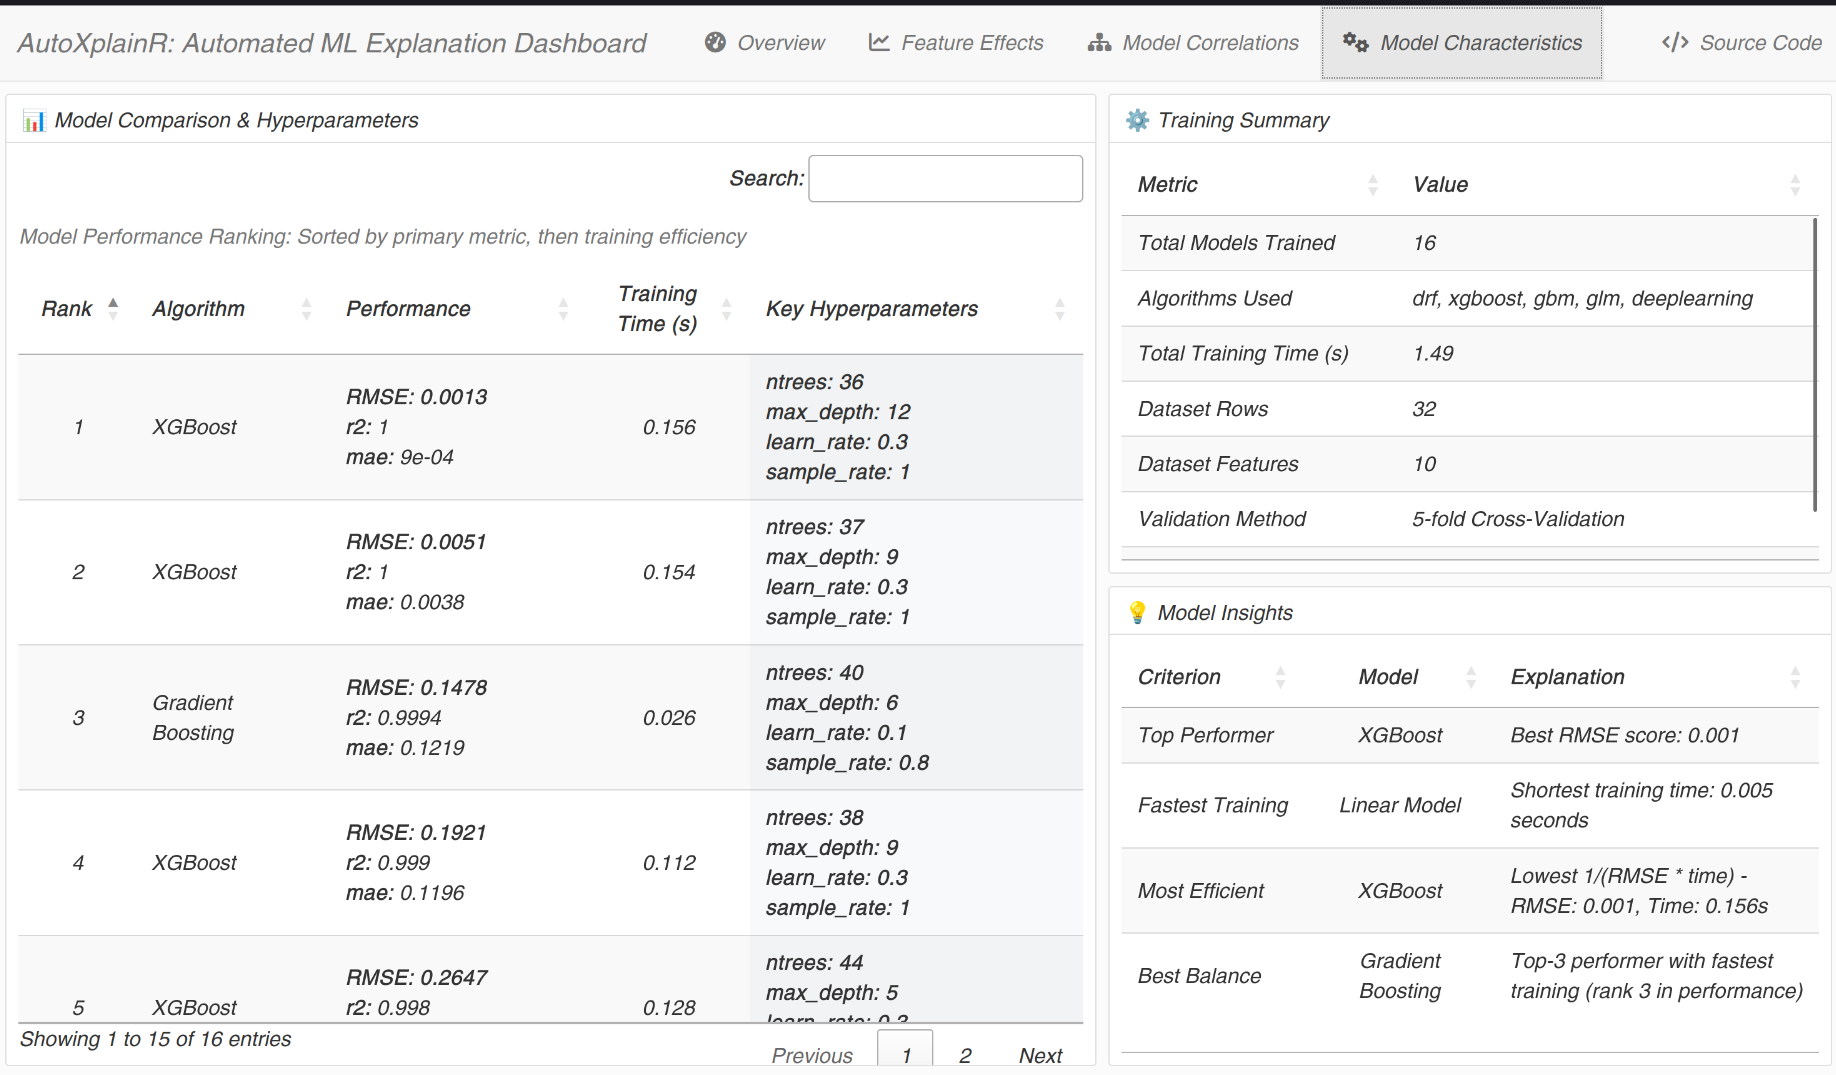 AutoXplainR: Automated ML Explanation Dashboard
Overview
Feature Effects
Model Correlations
Model Characteristics
</> Source Code
Model Comparison & Hyperparameters
Search:
Model Performance Ranking: Sorted by primary metric, then training efficiency
Rank Algorithm Performance Training Time (s) Key Hyperparameters
1 XGBoost
RMSE: 0.0013
r2: 1
mae: 9e-04
0.156
ntrees: 36
max_depth: 12
learn_rate: 0.3
sample_rate: 1
2 XGBoost
RMSE: 0.0051
r2: 1
mae: 0.0038
0.154
ntrees: 37
max_depth: 9
learn_rate: 0.3
sample_rate: 1
3 Gradient Boosting
RMSE: 0.1478
r2: 0.9994
mae: 0.1219
0.026
ntrees: 40
max_depth: 6
learn_rate: 0.1
sample_rate: 0.8
4 XGBoost
RMSE: 0.1921
r2: 0.999
mae: 0.1196
0.112
ntrees: 38
max_depth: 9
learn_rate: 0.3
sample_rate: 1
5 XGBoost
RMSE: 0.2647
r2: 0.998
0.128
ntrees: 44
max_depth: 5
learn_rate: 0.3
Showing 1 to 15 of 16 entries
Previous 1 2 Next
Training Summary
Metric Value
Total Models Trained 16
Algorithms Used drf, xgboost, gbm, glm, deeplearning
Total Training Time (s) 1.49
Dataset Rows 32
Dataset Features 10
Validation Method 5-fold Cross-Validation
Model Insights
Criterion Model Explanation
Top Performer XGBoost Best RMSE score: 0.001
Fastest Training Linear Model Shortest training time: 0.005
seconds
Most Efficient XGBoost Lowest 1/(RMSE * time) -
RMSE: 0.001, Time: 0.156s
Best Balance Gradient Boosting Top-3 performer with fastest
training (rank 3 in performance)